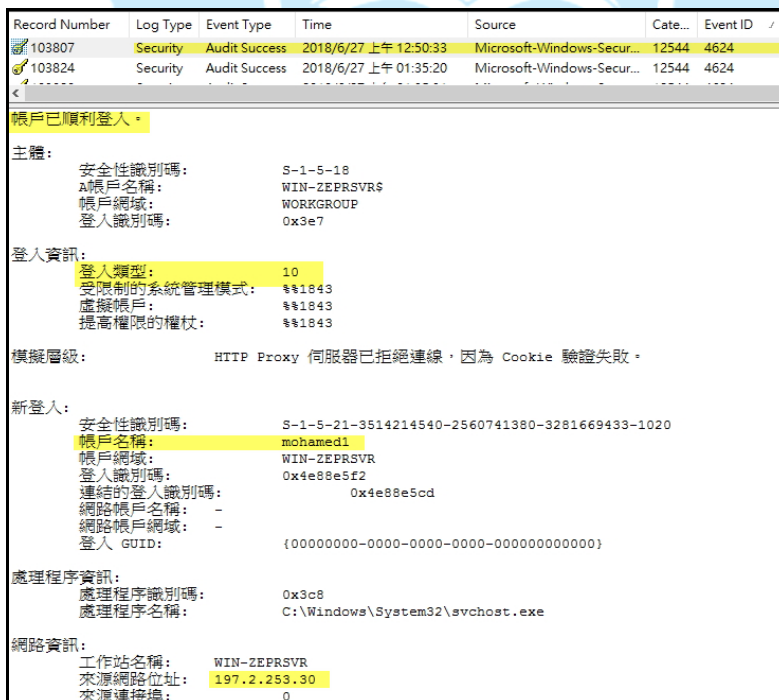 Record Number Log Type Event Type Time Source Cate... Event ID
103807 Security Audit Success 2018/6/27 上午 12:50:33 Microsoft-Windows-Secur... 12544 4624
103824 Security Audit Success 2018/6/27 上午 01:35:20 Microsoft-Windows-Secur... 12544 4624
帳戶已順利登入。
主體:
安全性識別碼: S-1-5-18
A帳戶名稱: WIN-ZEPRSVR$
帳戶網域: WORKGROUP
登入識別碼: 0x3e7
登入資訊:
登入類型: 10
受限制的系統管理模式: %%1843
虛擬帳戶: %%1843
提高權限的權杖: %%1843
模擬層級: HTTP Proxy 伺服器已拒絕連線，因為 Cookie 驗證失敗。
新登入:
安全性識別碼: S-1-5-21-3514214540-2560741380-3281669433-1020
帳戶名稱: mohamed1
帳戶網域: WIN-ZEPRSVR
登入識別碼: 0x4e88e5f2
連結的登入識別碼: 0x4e88e5cd
網路帳戶名稱: -
網路帳戶網域: -
登入 GUID: {00000000-0000-0000-0000-000000000000}
處理程序資訊:
處理程序識別碼: 0x3c8
處理程序名稱: C:\Windows\System32\svchost.exe
網路資訊:
工作站名稱: WIN-ZEPRSVR
來源網路位址: 197.2.253.30
來源連接埠: 0